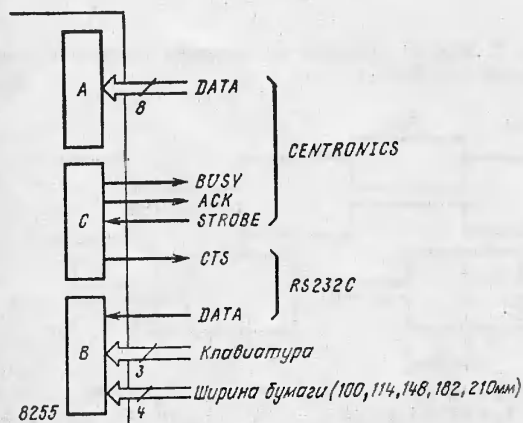 A
DATA
8
CENTRONICS
C
BUSY
ACK
STROBE
CTS
RS232C
B
DATA
Клавиатура
3
Ширина бумаги (100, 114, 148, 182, 210мм)
4
8255